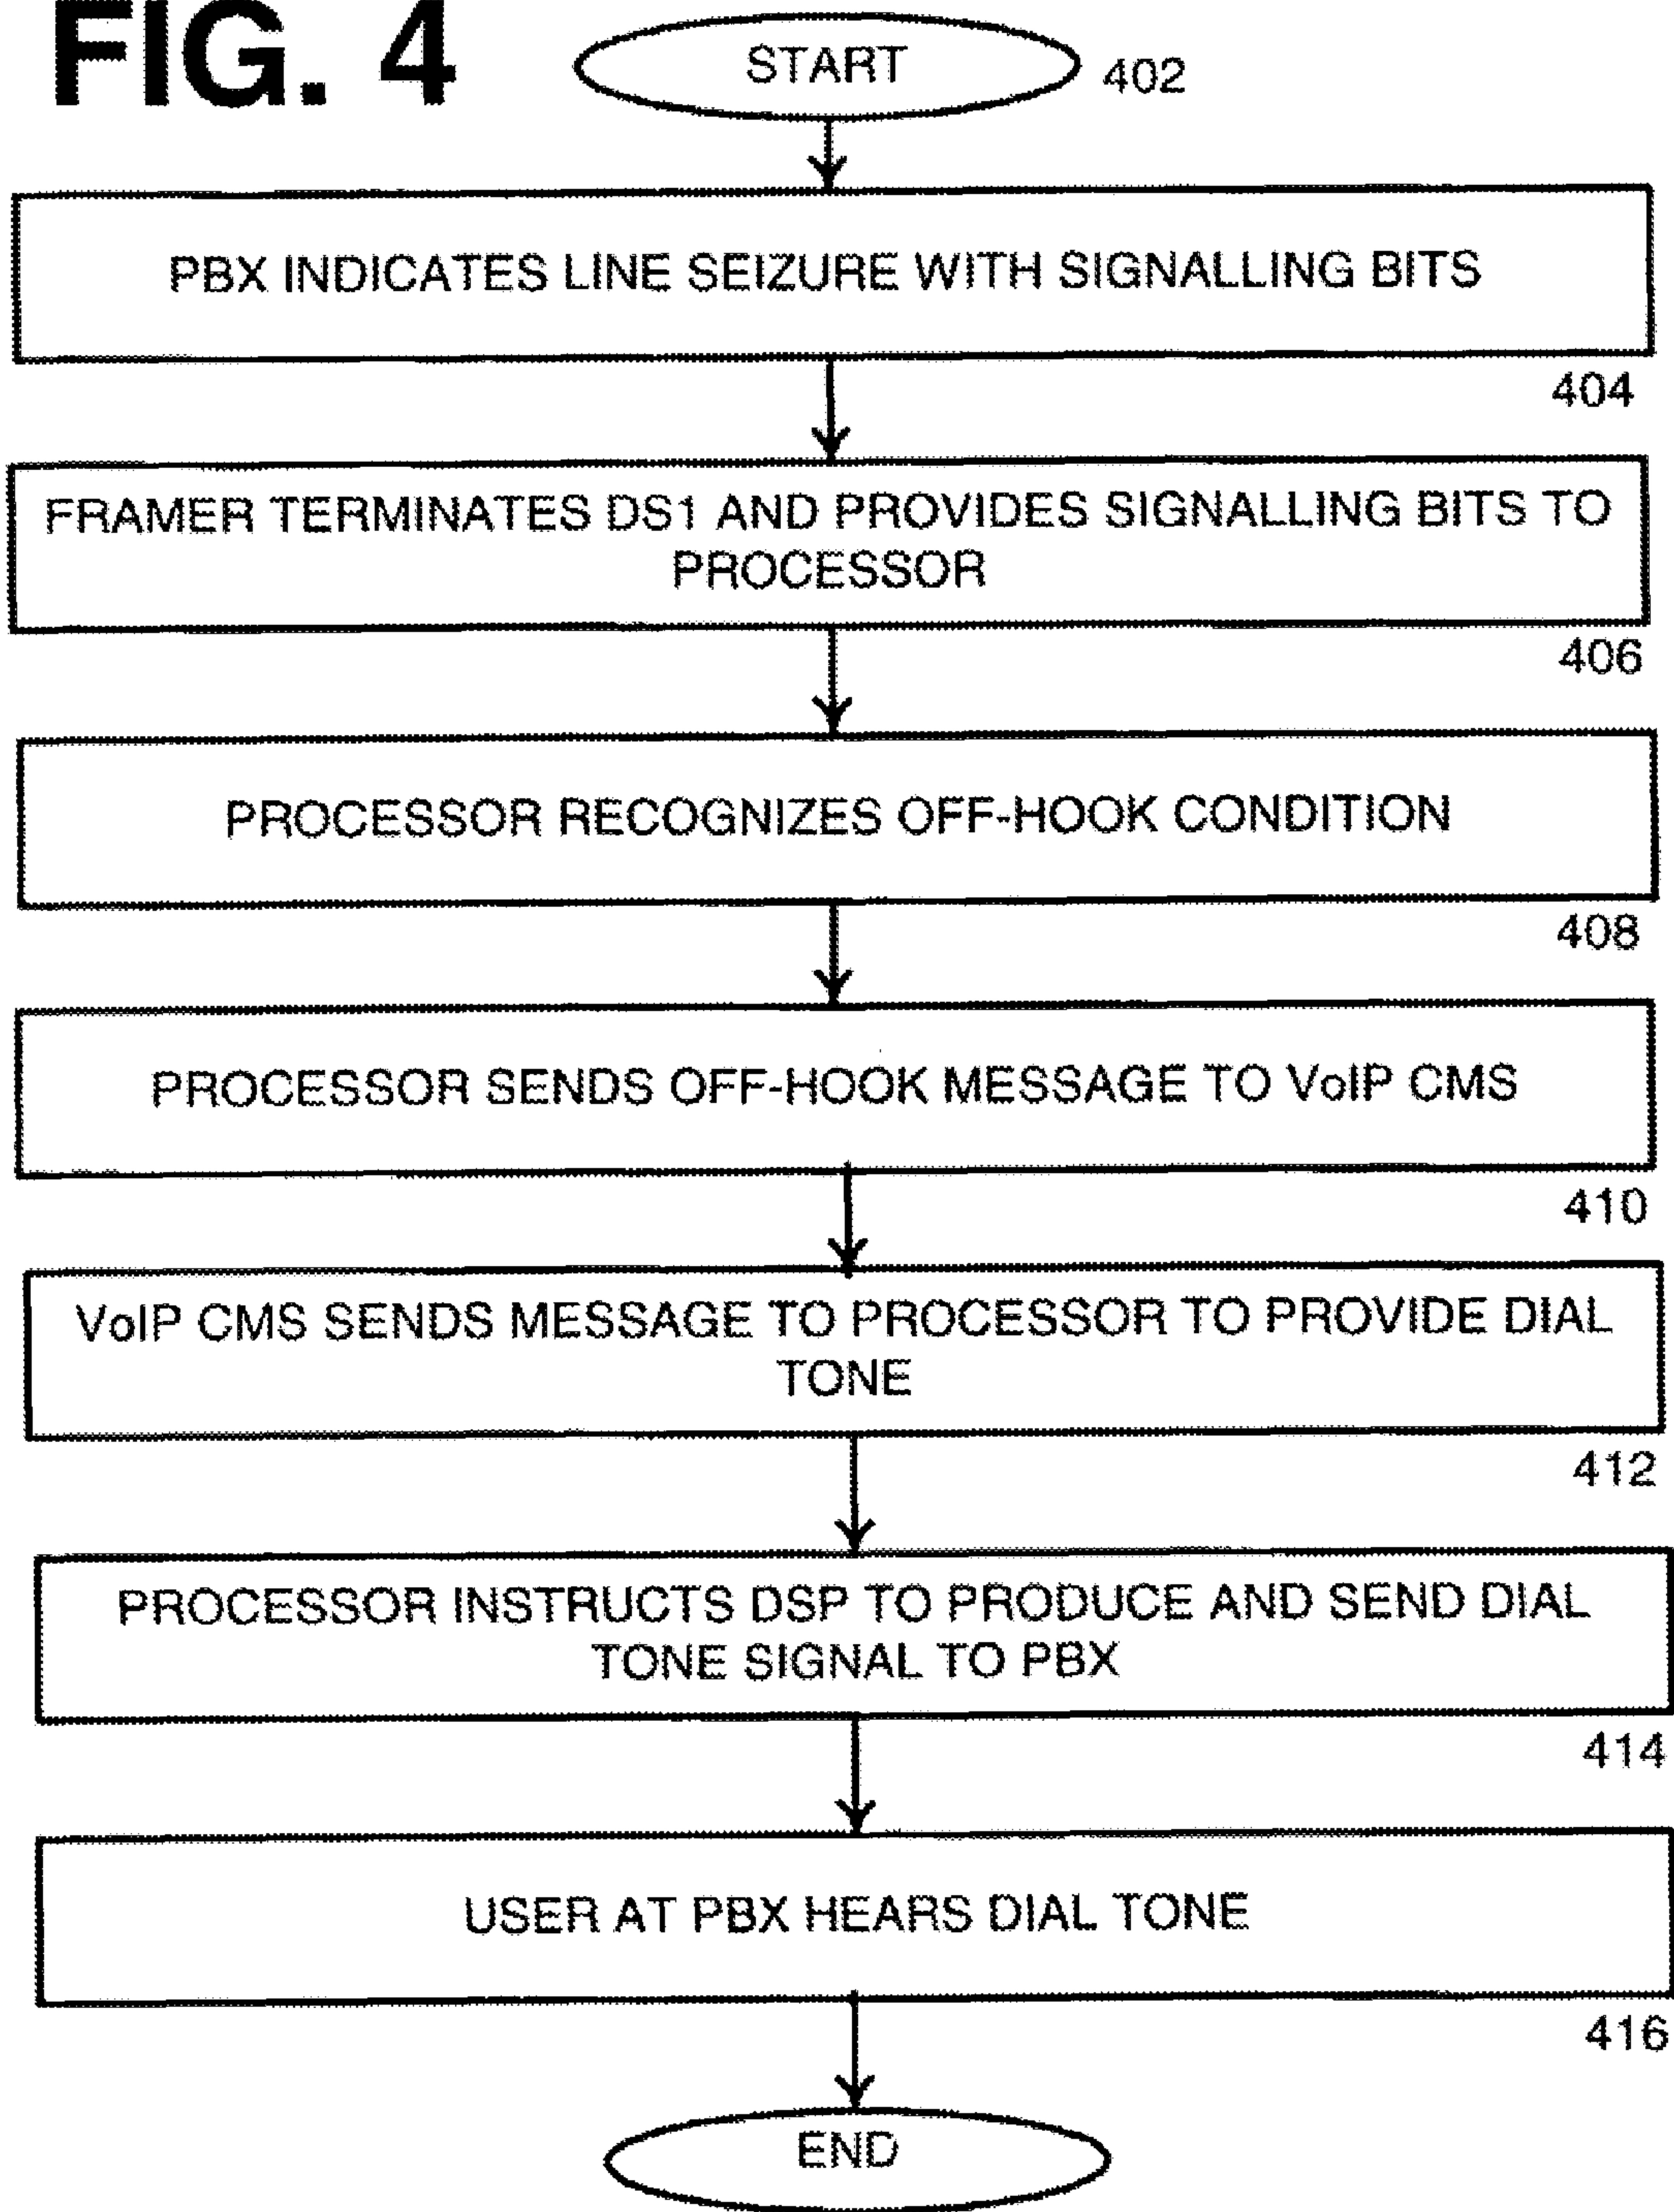 FIG. 4
START
402
PBX INDICATES LINE SEIZURE WITH SIGNALLING BITS
404
FRAMER TERMINATES DS1 AND PROVIDES SIGNALLING BITS TO
PROCESSOR
406
PROCESSOR RECOGNIZES OFF-HOOK CONDITION
408
PROCESSOR SENDS OFF-HOOK MESSAGE TO VoIP CMS
410
VoIP CMS SENDS MESSAGE TO PROCESSOR TO PROVIDE DIAL
TONE
412
PROCESSOR INSTRUCTS DSP TO PRODUCE AND SEND DIAL
TONE SIGNAL TO PBX
414
USER AT PBX HEARS DIAL TONE
416
END